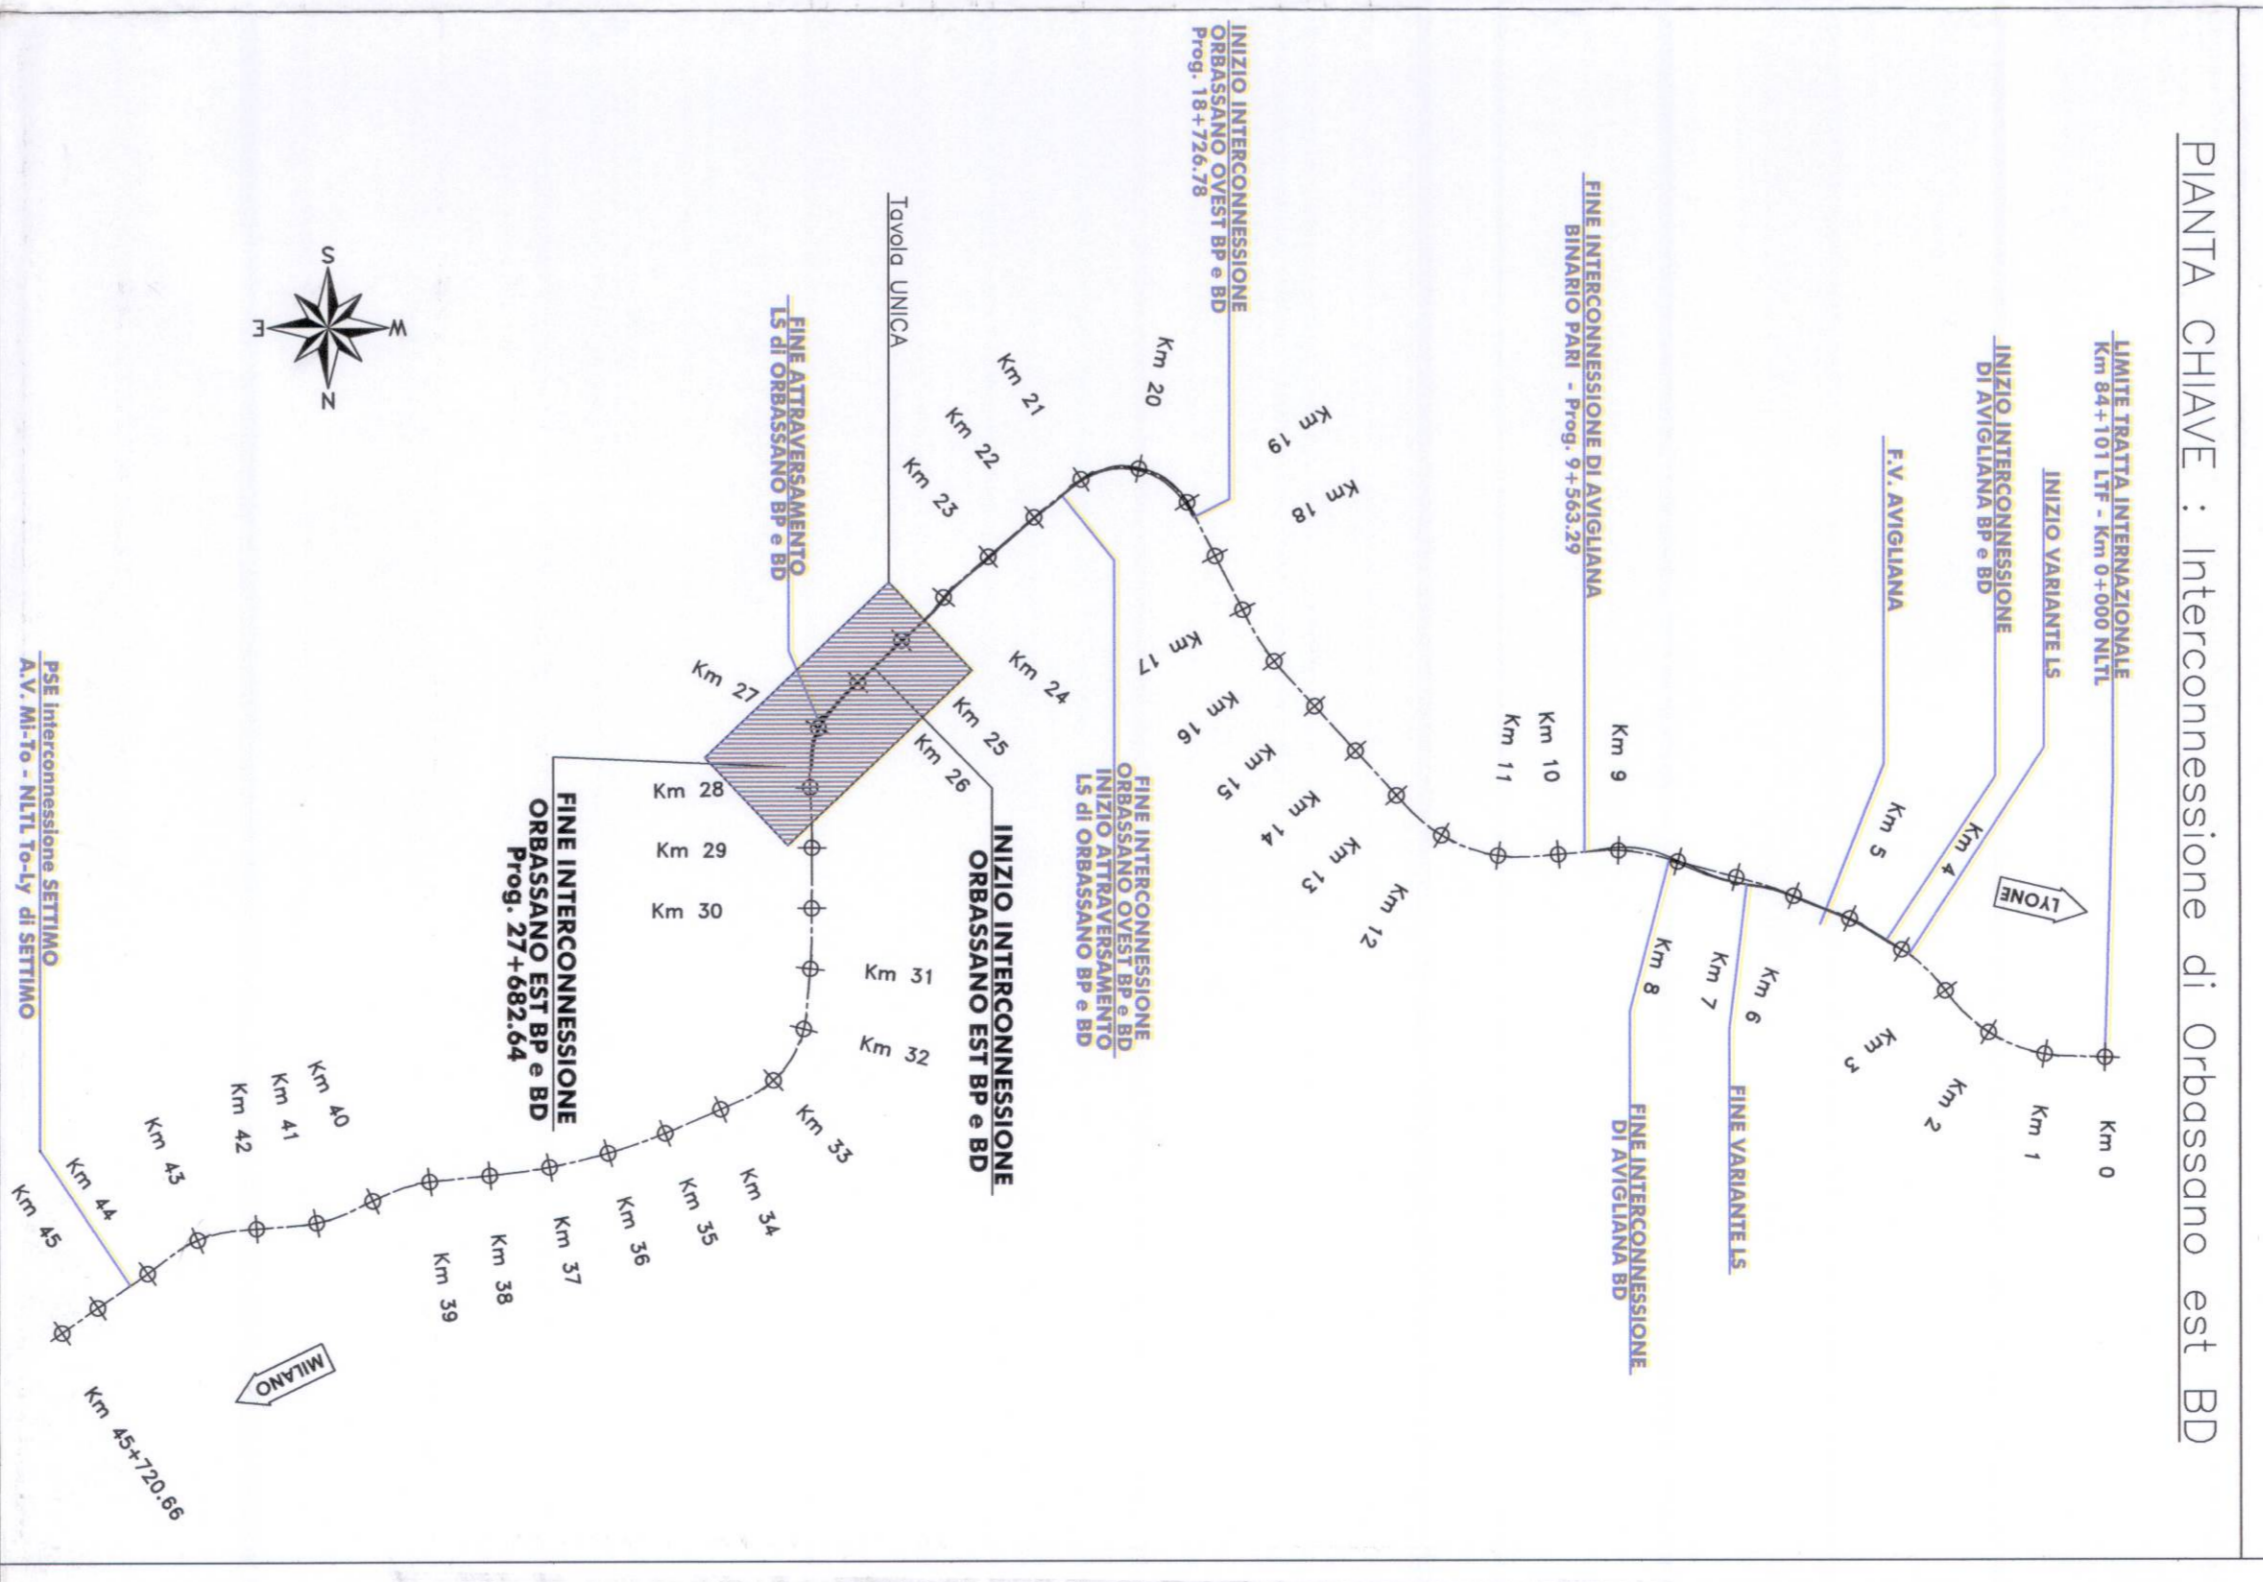 PIANTA CHIAVE : Interconnessione di Orbassano est BD
LIMITE TRATTA INTERNAZIONALE
Km 84+101 LTF - Km 0+000 NLTL
INIZIO VARIANTE LS
INIZIO INTERCONNESSIONE
DI AVIGLIANA BP e BD
F.V. AVIGLIANA
FINE INTERCONNESSIONE DI AVIGLIANA
BINARIO PARI - Prog. 9+563.29
INIZIO INTERCONNESSIONE
ORBASSANO OVEST BP e BD
Prog. 18+726.78
Tavola UNICA
FINE ATTRAVERSAMENTO
LS di ORBASSANO BP e BD
S
W
E
N
LYONE
Km 0
Km 1
Km 2
Km 3
Km 4
Km 5
Km 6
Km 7
Km 8
Km 9
Km 10
Km 11
Km 12
Km 13
Km 14
Km 15
Km 16
Km 17
Km 18
Km 19
Km 20
Km 21
Km 22
Km 23
Km 24
Km 25
Km 26
Km 27
Km 28
Km 29
Km 30
Km 31
Km 32
Km 33
Km 34
Km 35
Km 36
Km 37
Km 38
Km 39
Km 40
Km 41
Km 42
Km 43
Km 44
Km 45
Km 45+720.66
FINE VARIANTE LS
FINE INTERCONNESSIONE
DI AVIGLIANA BD
FINE INTERCONNESSIONE
ORBASSANO OVEST BP e BD
INIZIO ATTRAVERSAMENTO
LS di ORBASSANO BP e BD
INIZIO INTERCONNESSIONE
ORBASSANO EST BP e BD
FINE INTERCONNESSIONE
ORBASSANO EST BP e BD
Prog. 27+682.64
PSE interconnessione SETTIMO
A.V. Mi-To - NLTL To-Ly di SETTIMO
MILANO